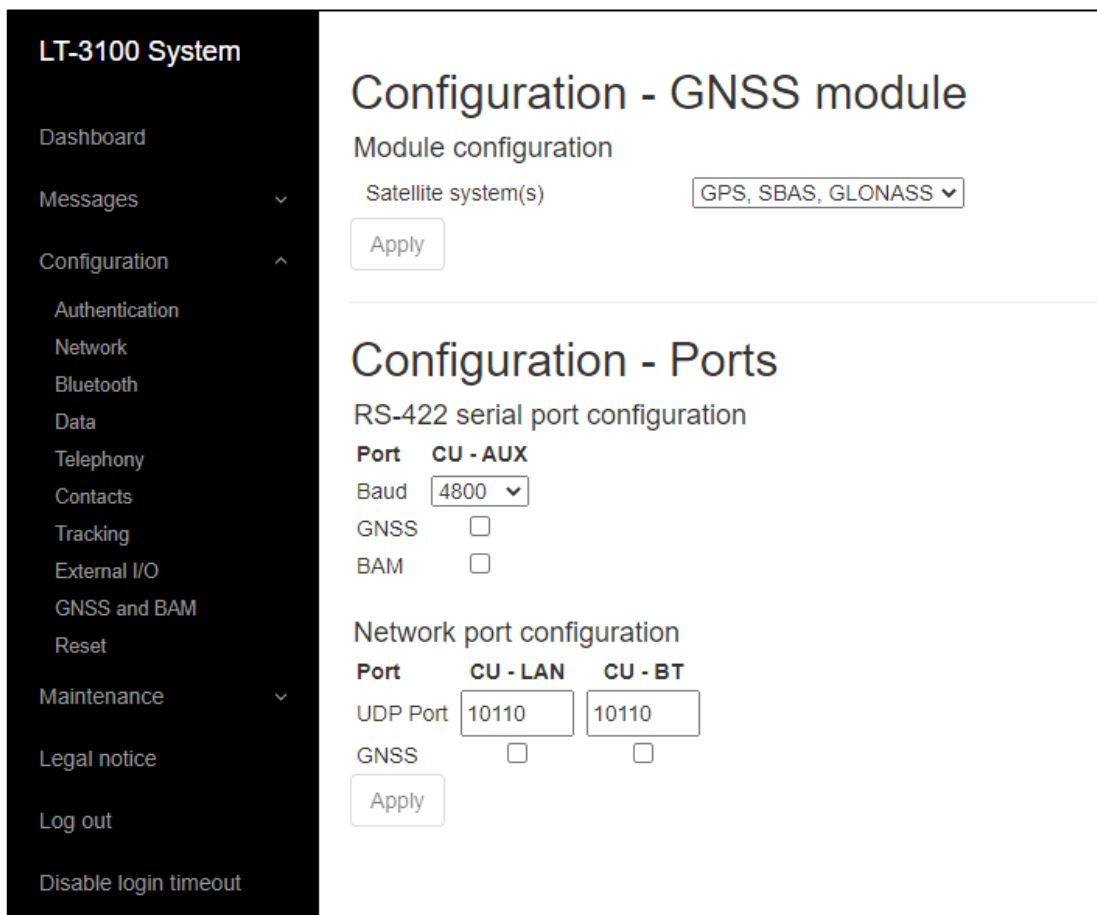 LT-3100 System
Dashboard
Messages
Configuration
Authentication
Network
Bluetooth
Data
Telephony
Contacts
Tracking
External I/O
GNSS and BAM
Reset
Maintenance
Legal notice
Log out
Disable login timeout
Configuration - GNSS module
Module configuration
Satellite system(s) GPS, SBAS, GLONASS
Apply
Configuration - Ports
RS-422 serial port configuration
Port CU - AUX
Baud 4800
GNSS
BAM
Network port configuration
Port CU - LAN CU - BT
UDP Port 10110 10110
GNSS
Apply